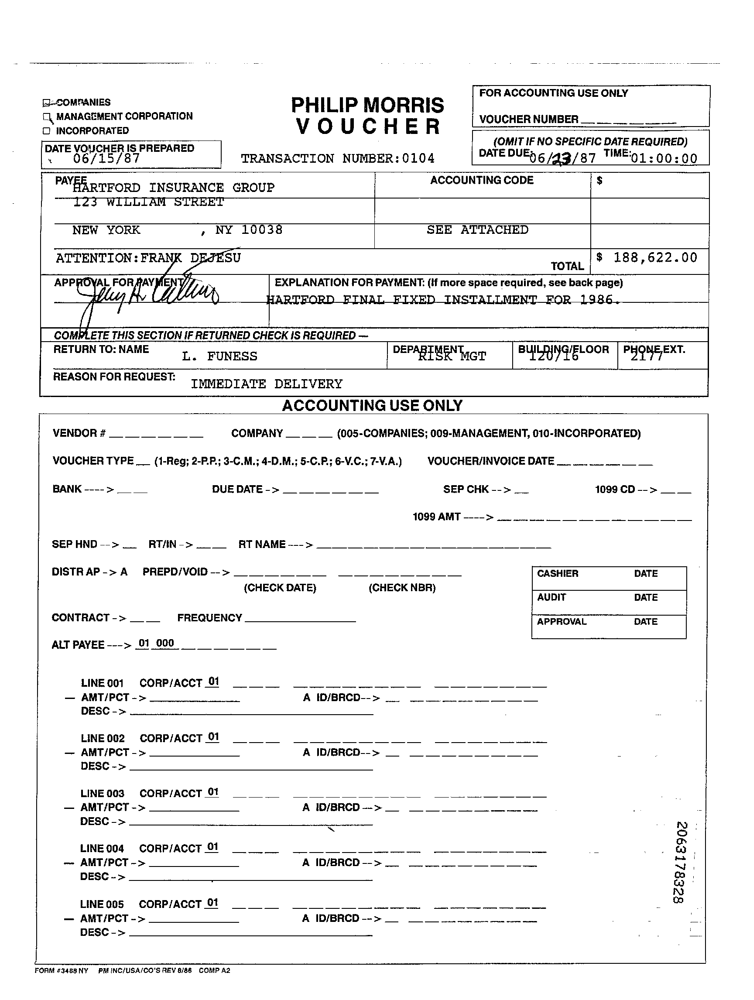 COMPANIES
MANAGEMENT CORPORATION
INCORPORATED
PHILIP MORRIS
VOUCHER
FOR ACCOUNTING USE ONLY
VOUCHER NUMBER
DATE VOUCHER IS PREPARED
06/15/87
TRANSACTION NUMBER:0104
(OMIT IF NO SPECIFIC DATE REQUIRED)
DATE DUE 06/23/87 TIME: 01:00:00
PAYEE
HARTFORD INSURANCE GROUP
123 WILLIAM STREET
NEW YORK , NY 10038
ACCOUNTING CODE $
SEE ATTACHED
ATTENTION:FRANK DEJESU
TOTAL $ 188,622.00
APPROVAL FOR PAYMENT
EXPLANATION FOR PAYMENT: (If more space required, see back page)
HARTFORD FINAL FIXED INSTALLMENT FOR 1986.
COMPLETE THIS SECTION IF RETURNED CHECK IS REQUIRED —
RETURN TO: NAME L. FUNESS
DEPARTMENT RISK MGT
BUILDING/FLOOR 120/16
PHONE EXT. 2177
REASON FOR REQUEST: IMMEDIATE DELIVERY
ACCOUNTING USE ONLY
VENDOR # COMPANY (005-COMPANIES; 009-MANAGEMENT, 010-INCORPORATED)
VOUCHER TYPE (1-Reg; 2-P.P.; 3-C.M.; 4-D.M.; 5-C.P.; 6-V.C.; 7-V.A.) VOUCHER/INVOICE DATE
BANK ----> DUE DATE -> SEP CHK --> 1099 CD -->
1099 AMT ---->
SEP HND --> RT/IN -> RT NAME --->
DISTR AP -> A PREPD/VOID -->
(CHECK DATE) (CHECK NBR)
CASHIER DATE
AUDIT DATE
APPROVAL DATE
CONTRACT -> FREQUENCY
ALT PAYEE ---> 01 000
LINE 001 CORP/ACCT 01
— AMT/PCT -> A ID/BRCD-->
DESC ->
LINE 002 CORP/ACCT 01
— AMT/PCT -> A ID/BRCD-->
DESC ->
LINE 003 CORP/ACCT 01
— AMT/PCT -> A ID/BRCD -->
DESC ->
LINE 004 CORP/ACCT 01
— AMT/PCT -> A ID/BRCD -->
DESC ->
LINE 005 CORP/ACCT 01
— AMT/PCT -> A ID/BRCD -->
DESC ->
2063178328
FORM #3488 NY PM INC/USA/CO'S REV 8/86 COMP A2